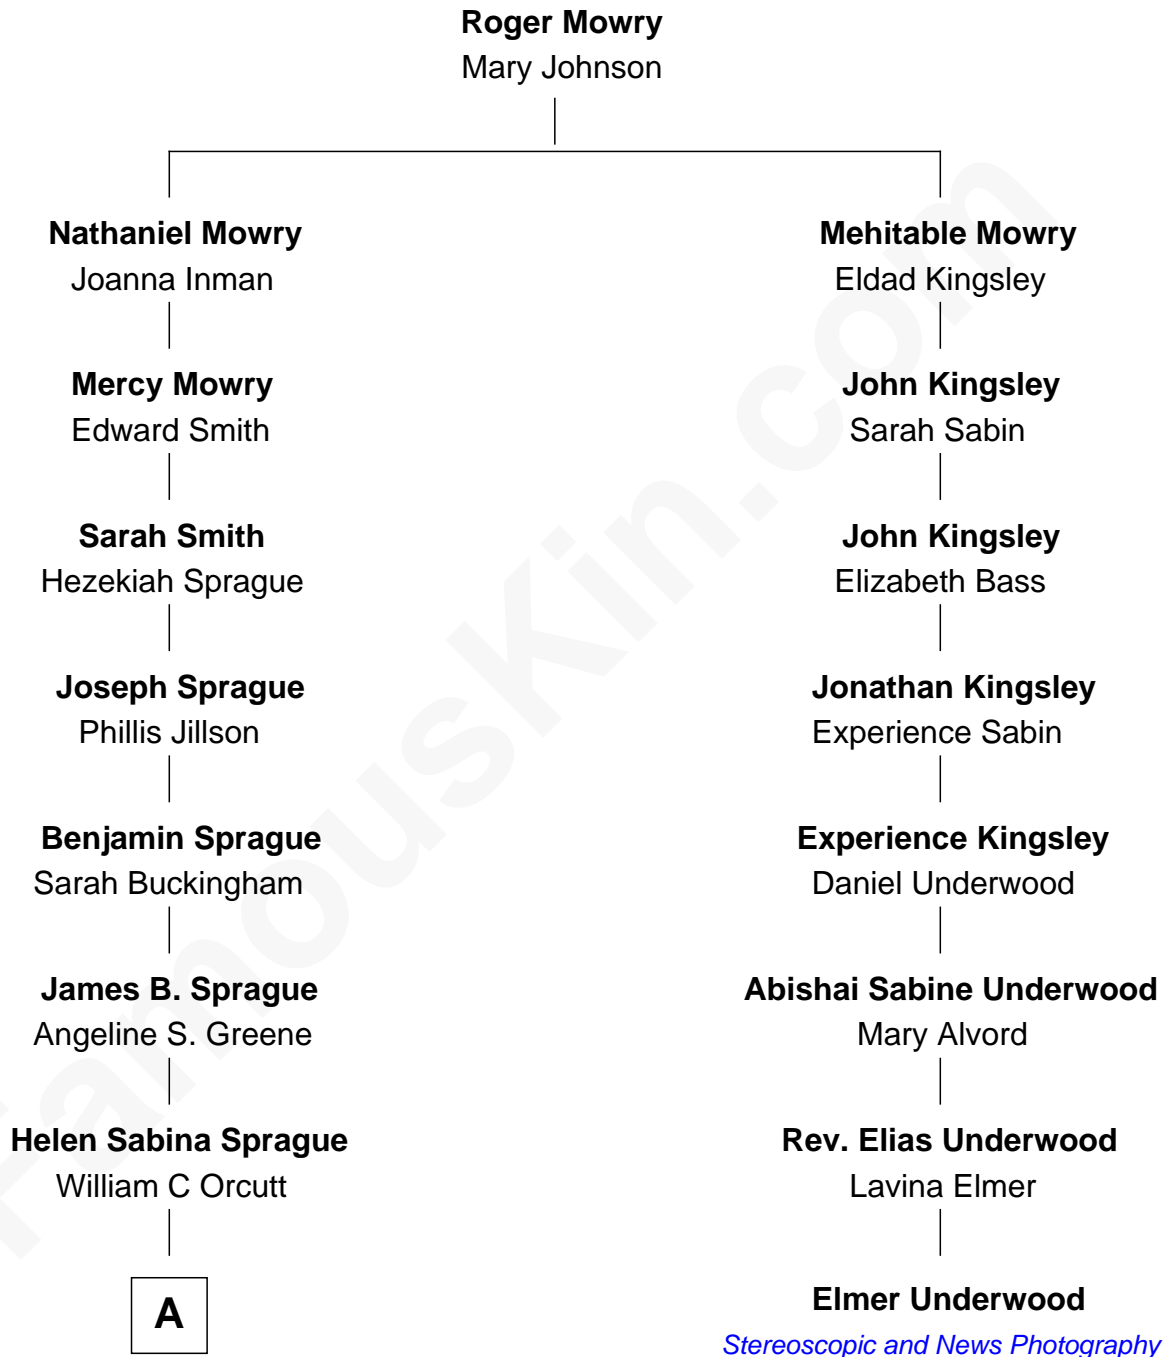 Roger Mowry
Mary Johnson
Nathaniel Mowry
Joanna Inman
Mehitable Mowry
Eldad Kingsley
Mercy Mowry
Edward Smith
John Kingsley
Sarah Sabin
Sarah Smith
Hezekiah Sprague
John Kingsley
Elizabeth Bass
Joseph Sprague
Phillis Jillson
Jonathan Kingsley
Experience Sabin
Benjamin Sprague
Sarah Buckingham
Experience Kingsley
Daniel Underwood
James B. Sprague
Angeline S. Greene
Abishai Sabine Underwood
Mary Alvord
Helen Sabina Sprague
William C Orcutt
Rev. Elias Underwood
Lavina Elmer
A
Elmer Underwood
Stereoscopic and News Photography
FamousKin.com